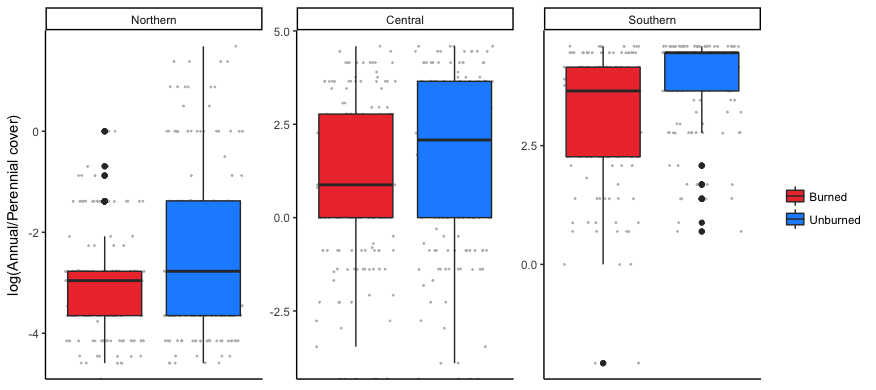 Northern
Central
Southern
log(Annual/Perennial cover)
0
-2
-4
5.0
2.5
0.0
-2.5
2.5
0.0
Burned
Unburned